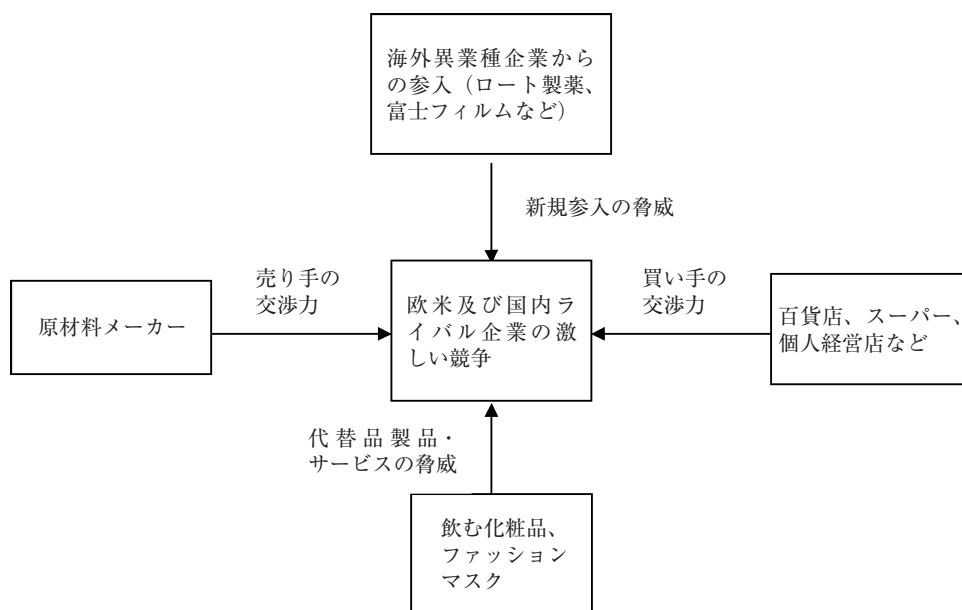 海外異業種企業から
の参入（ロート製薬、
富士フィルムなど）
新規参入の脅威
売り手の
交渉力
買い手の
交渉力
原材料メーカー
欧米及び国内ラ
イバル企業の激
しい競争
百貨店、スーパー、
個人経営店など
代替品製品・
サービスの脅威
飲む化粧品、
ファッション
マスク